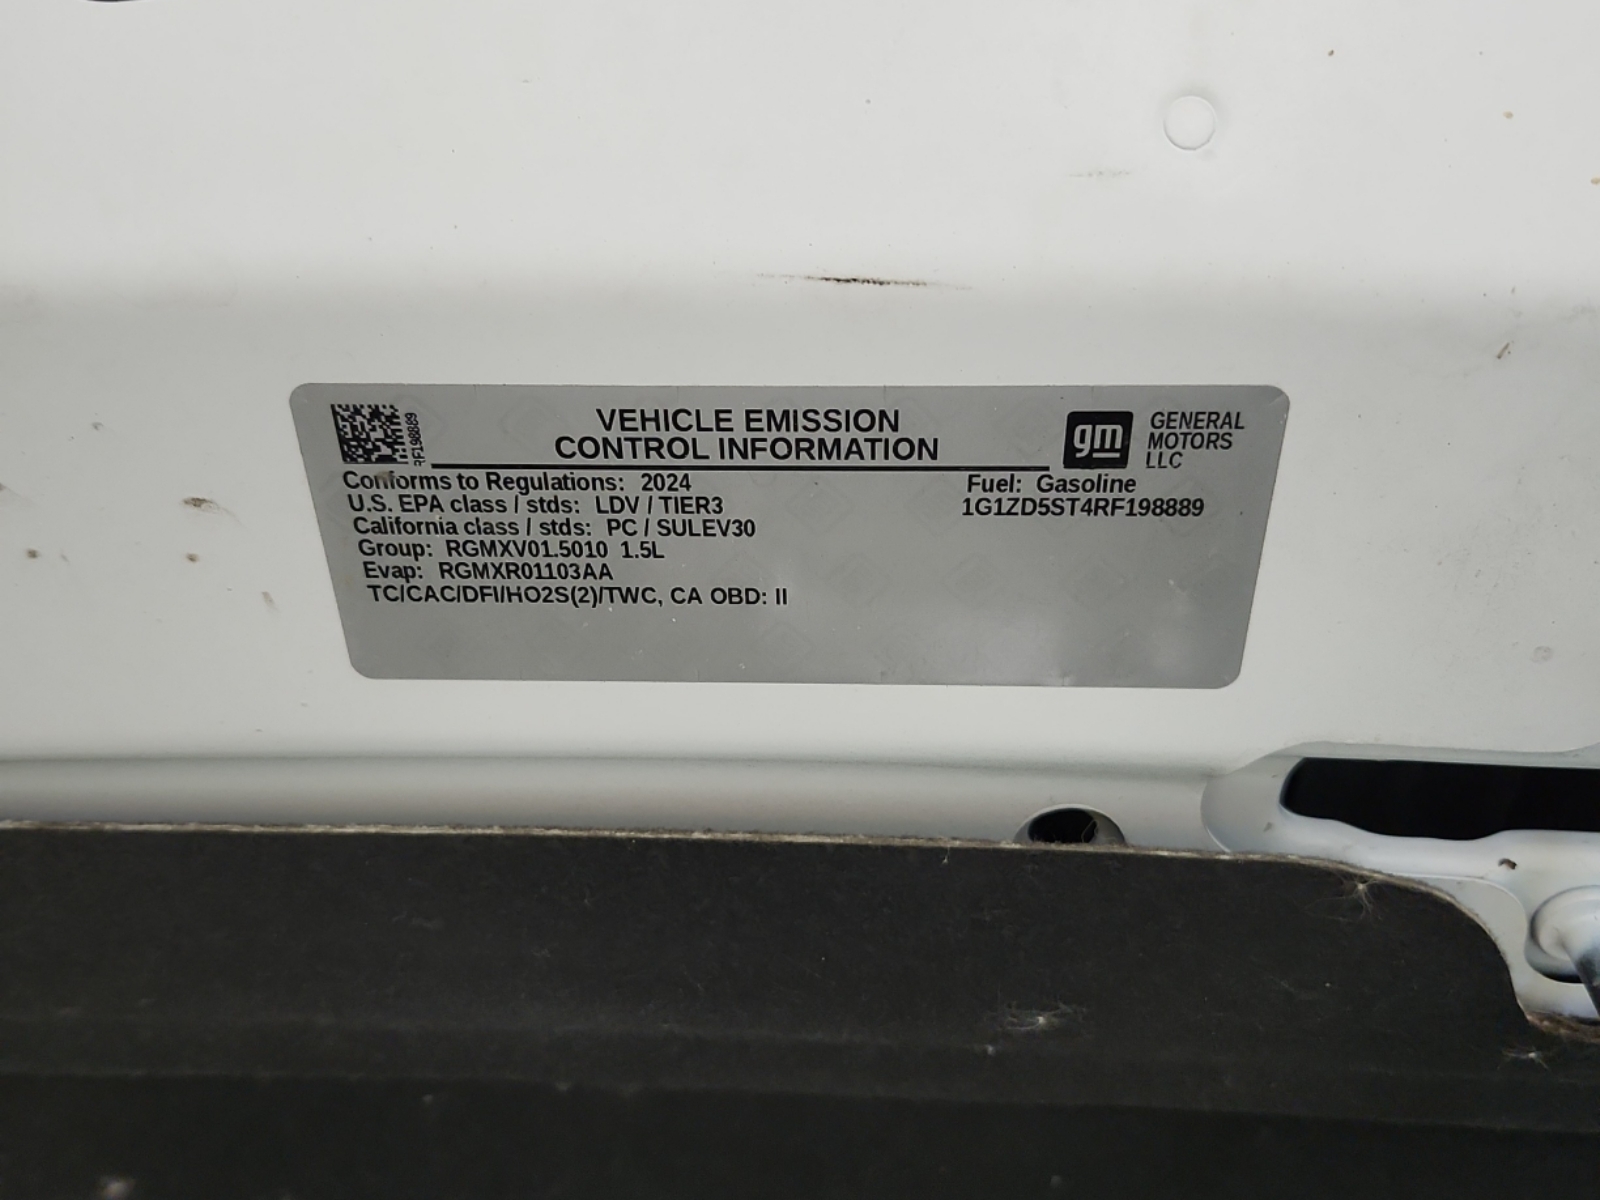 RF198889
VEHICLE EMISSION
CONTROL INFORMATION
gm
GENERAL
MOTORS
LLC
Conforms to Regulations: 2024
Fuel: Gasoline
U.S. EPA class / stds: LDV / TIER3
1G1ZD5ST4RF198889
California class / stds: PC / SULEV30
Group: RGMXV01.5010 1.5L
Evap: RGMXR01103AA
TC/CAC/DFI/HO2S(2)/TWC, CA OBD: II